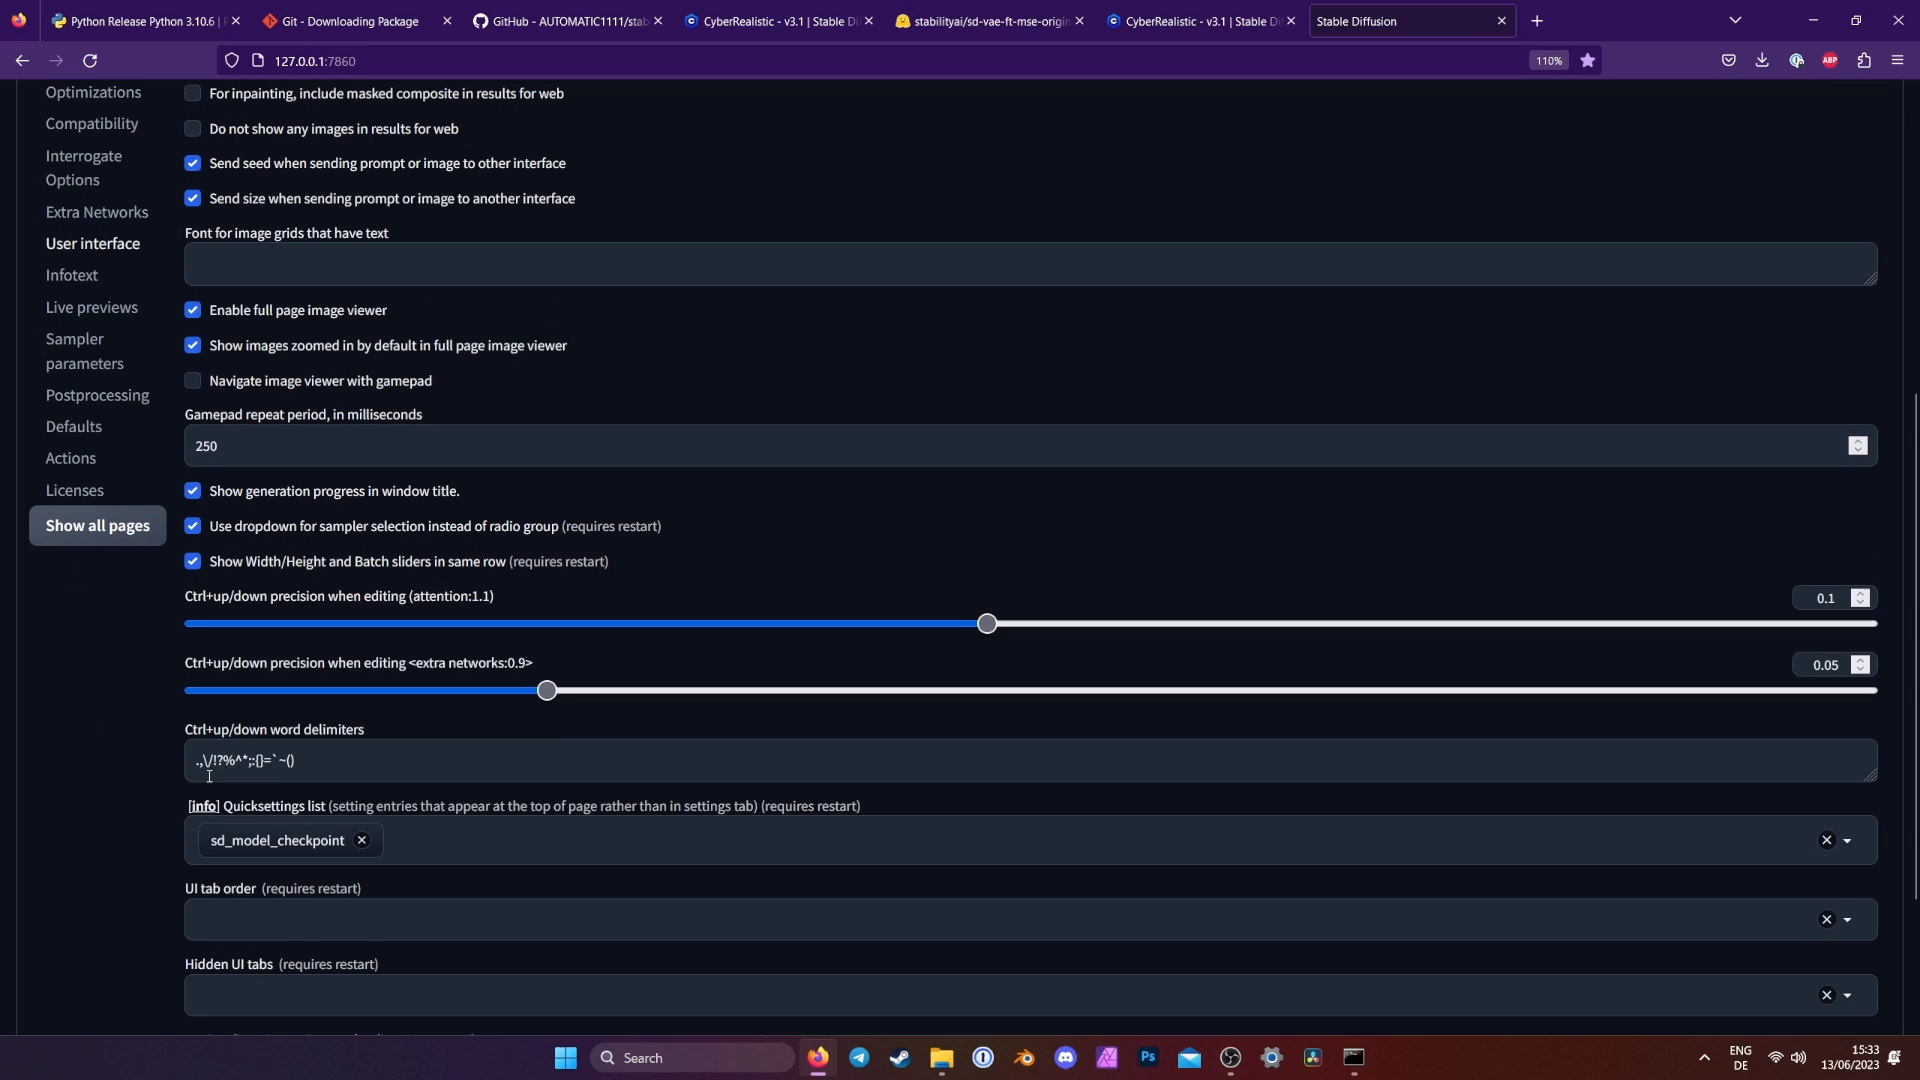 Python Release Python 3.10.6 |
Git - Downloading Package
GitHub - AUTOMATIC1111/stab
CyberRealistic - v3.1 | Stable Di
stabilityai/sd-vae-ft-mse-origin
CyberRealistic - v3.1 | Stable Di
Stable Diffusion
127.0.0.1:7860
110%
ABP
Optimizations
Compatibility
Interrogate
Options
Extra Networks
User interface
Infotext
Live previews
Sampler
parameters
Postprocessing
Defaults
Actions
Licenses
Show all pages
For inpainting, include masked composite in results for web
Do not show any images in results for web
Send seed when sending prompt or image to other interface
Send size when sending prompt or image to another interface
Font for image grids that have text
Enable full page image viewer
Show images zoomed in by default in full page image viewer
Navigate image viewer with gamepad
Gamepad repeat period, in milliseconds
250
Show generation progress in window title.
Use dropdown for sampler selection instead of radio group (requires restart)
Show Width/Height and Batch sliders in same row (requires restart)
Ctrl+up/down precision when editing (attention:1.1)
0.1
Ctrl+up/down precision when editing <extra networks:0.9>
0.05
Ctrl+up/down word delimiters
.,\/!?%^*;:{}=`~()
[info] Quicksettings list (setting entries that appear at the top of page rather than in settings tab) (requires restart)
sd_model_checkpoint
UI tab order (requires restart)
Hidden UI tabs (requires restart)
Search
Ps
ENG
DE
15:33
13/06/2023